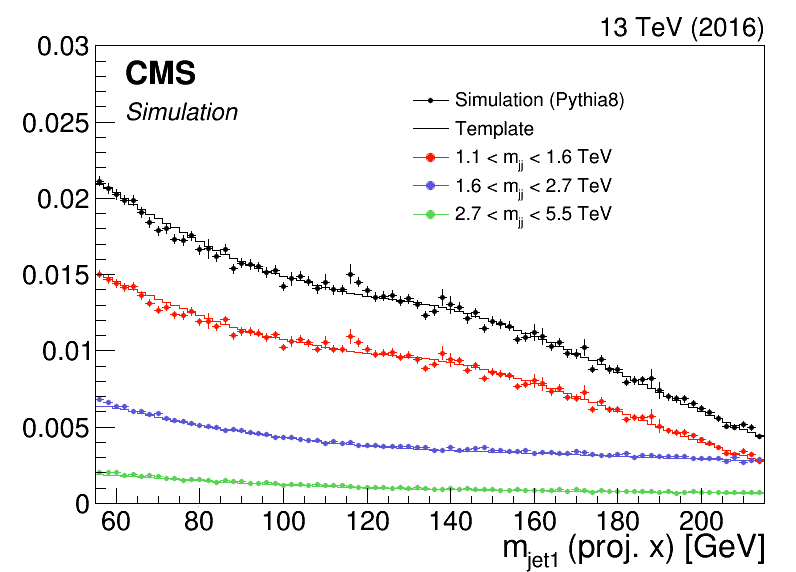 13 TeV (2016)
CMS
Simulation
Simulation (Pythia8)
Template
1.1 < m_jj < 1.6 TeV
1.6 < m_jj < 2.7 TeV
2.7 < m_jj < 5.5 TeV
0.03
0.025
0.02
0.015
0.01
0.005
0
60 80 100 120 140 160 180 200
m_jet1 (proj. x) [GeV]